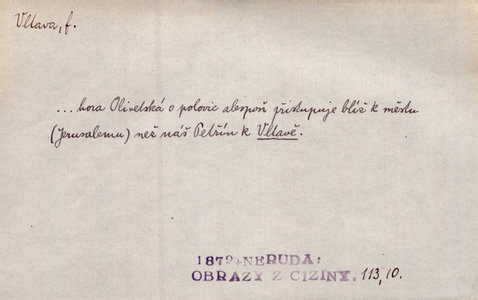 Vltava, f.
...hora Olivetská o polovic alespoň přistupuje blíž k městu
(Jerusalemu) než náš Petřín k Vltavě.
1872+NERUDA:
OBRAZY Z CIZINY. 113,10.